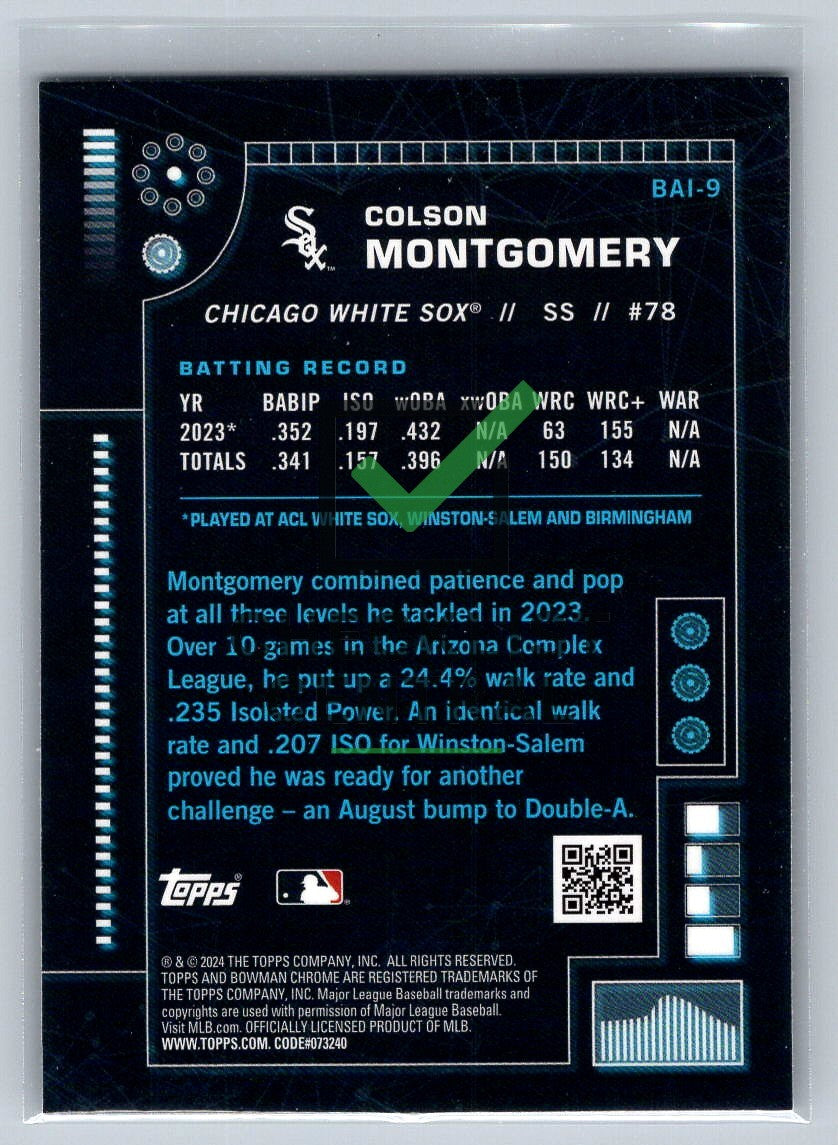 BAI-9
COLSON
MONTGOMERY
Sox™
CHICAGO WHITE SOX® // SS // #78
BATTING RECORD
YR BABIP ISO wOBA xwOBA WRC WRC+ WAR
2023* .352 .197 .432 N/A 63 155 N/A
TOTALS .341 .157 .396 N/A 150 134 N/A
*PLAYED AT ACL WHITE SOX, WINSTON-SALEM AND BIRMINGHAM
Montgomery combined patience and pop
at all three levels he tackled in 2023.
Over 10 games in the Arizona Complex
League, he put up a 24.4% walk rate and
.235 Isolated Power. An identical walk
rate and .207 ISO for Winston-Salem
proved he was ready for another
challenge – an August bump to Double-A.
Topps®
® & © 2024 THE TOPPS COMPANY, INC. ALL RIGHTS RESERVED.
TOPPS AND BOWMAN CHROME ARE REGISTERED TRADEMARKS OF
THE TOPPS COMPANY, INC. Major League Baseball trademarks and
copyrights are used with permission of Major League Baseball.
Visit MLB.com. OFFICIALLY LICENSED PRODUCT OF MLB.
WWW.TOPPS.COM. CODE#073240